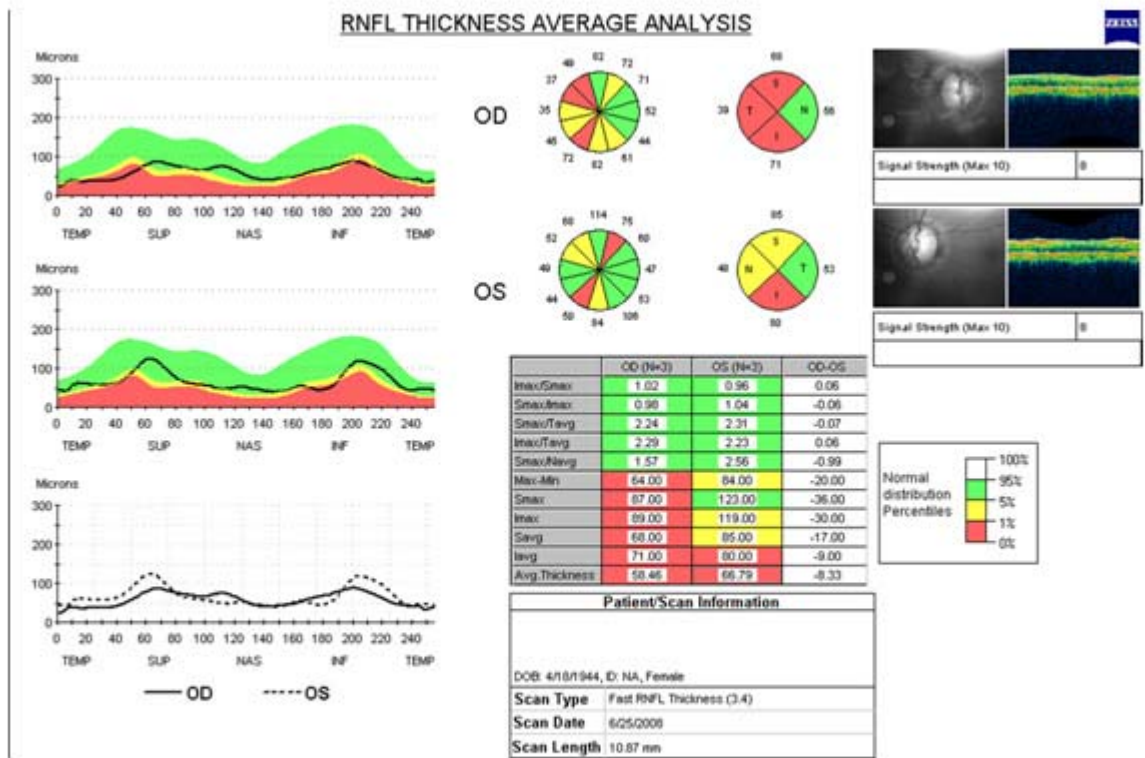 RNFL THICKNESS AVERAGE ANALYSIS
ZEISS
Microns
300
200
100
0
0 20 40 60 80 100 120 140 160 180 200 220 240
TEMP SUP NAS INF TEMP
Microns
300
200
100
0
0 20 40 60 80 100 120 140 160 180 200 220 240
TEMP SUP NAS INF TEMP
Microns
300
200
100
0
0 20 40 60 80 100 120 140 160 180 200 220 240
TEMP SUP NAS INF TEMP
OD OS
OD
62
49 72
37 71
35 52
46 44
72 61
62
68
S
39 T N 56
I
71
OS
114
68 75
52 60
49 47
44 53
50 106
84
85
S
48 N T 53
I
80
Signal Strength (Max 10) 8
Signal Strength (Max 10) 8
OD (N=3) OS (N=3) OD-OS
Imax/Smax 1.02 0.96 0.06
Smax/Imax 0.98 1.04 -0.06
Smax/Tavg 2.24 2.31 -0.07
Imax/Tavg 2.29 2.23 0.06
Smax/Navg 1.57 2.56 -0.99
Max-Min 64.00 84.00 -20.00
Smax 87.00 123.00 -36.00
Imax 89.00 119.00 -30.00
Savg 68.00 85.00 -17.00
Iavg 71.00 80.00 -9.00
Avg.Thickness 58.46 66.79 -8.33
Normal
distribution
Percentiles
100%
95%
5%
1%
0%
Patient/Scan Information
DOB: 4/18/1944, ID: NA, Female
Scan Type Fast RNFL Thickness (3.4)
Scan Date 6/25/2008
Scan Length 10.87 mm